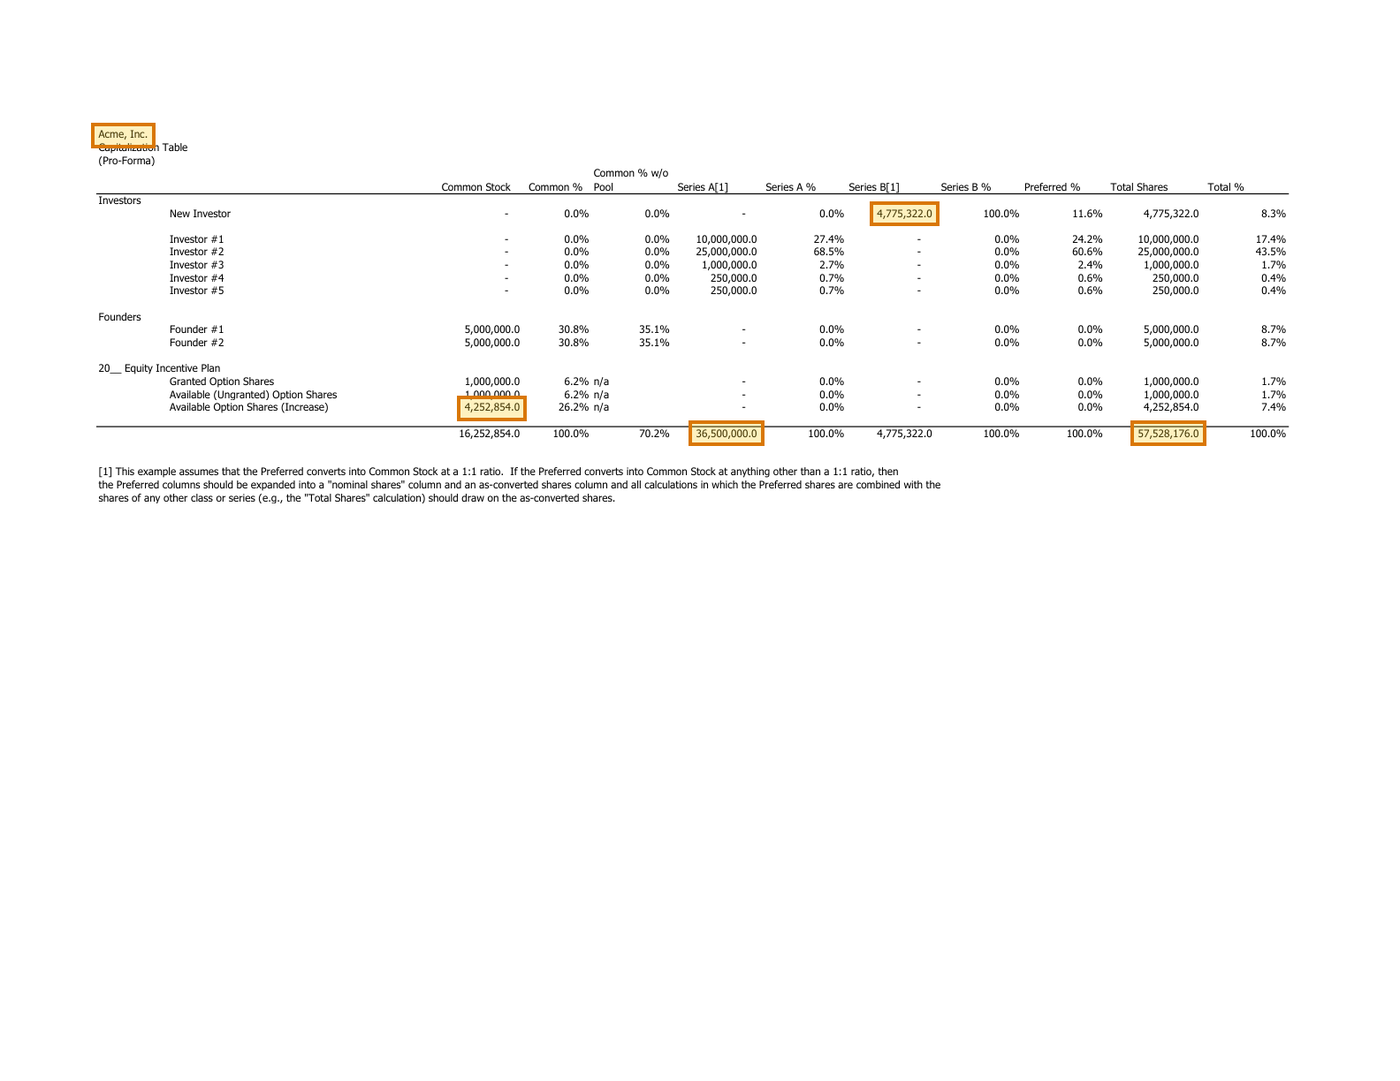 Acme, Inc.
Capitalization Table
(Pro-Forma)
Common Stock Common % Common % w/o Pool Series A[1] Series A % Series B[1] Series B % Preferred % Total Shares Total %
Investors
New Investor - 0.0% 0.0% - 0.0% 4,775,322.0 100.0% 11.6% 4,775,322.0 8.3%
Investor #1 - 0.0% 0.0% 10,000,000.0 27.4% - 0.0% 24.2% 10,000,000.0 17.4%
Investor #2 - 0.0% 0.0% 25,000,000.0 68.5% - 0.0% 60.6% 25,000,000.0 43.5%
Investor #3 - 0.0% 0.0% 1,000,000.0 2.7% - 0.0% 2.4% 1,000,000.0 1.7%
Investor #4 - 0.0% 0.0% 250,000.0 0.7% - 0.0% 0.6% 250,000.0 0.4%
Investor #5 - 0.0% 0.0% 250,000.0 0.7% - 0.0% 0.6% 250,000.0 0.4%
Founders
Founder #1 5,000,000.0 30.8% 35.1% - 0.0% - 0.0% 0.0% 5,000,000.0 8.7%
Founder #2 5,000,000.0 30.8% 35.1% - 0.0% - 0.0% 0.0% 5,000,000.0 8.7%
20__ Equity Incentive Plan
Granted Option Shares 1,000,000.0 6.2% n/a - 0.0% - 0.0% 0.0% 1,000,000.0 1.7%
Available (Ungranted) Option Shares 1,000,000.0 6.2% n/a - 0.0% - 0.0% 0.0% 1,000,000.0 1.7%
Available Option Shares (Increase) 4,252,854.0 26.2% n/a - 0.0% - 0.0% 0.0% 4,252,854.0 7.4%
16,252,854.0 100.0% 70.2% 36,500,000.0 100.0% 4,775,322.0 100.0% 100.0% 57,528,176.0 100.0%
[1] This example assumes that the Preferred converts into Common Stock at a 1:1 ratio.  If the Preferred converts into Common Stock at anything other than a 1:1 ratio, then
the Preferred columns should be expanded into a "nominal shares" column and an as-converted shares column and all calculations in which the Preferred shares are combined with the
shares of any other class or series (e.g., the "Total Shares" calculation) should draw on the as-converted shares.